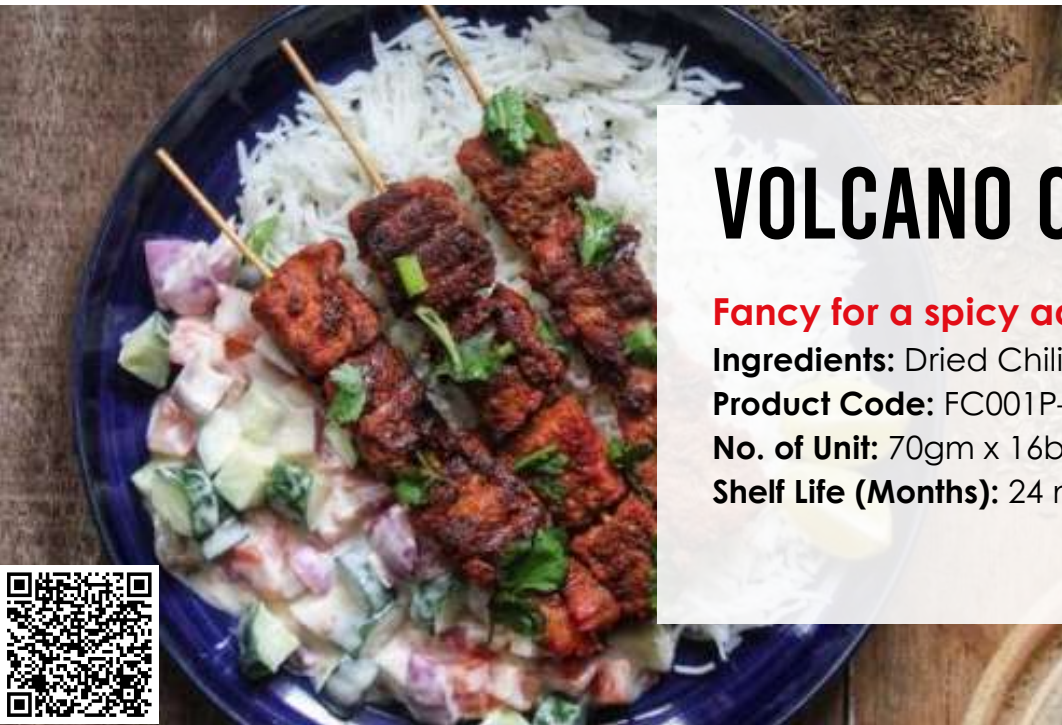 VOLCANO
Fancy for a spicy
Ingredients: Dried Chili
Product Code: FC001P-
No. of Unit: 70gm x 16b
Shelf Life (Months): 24